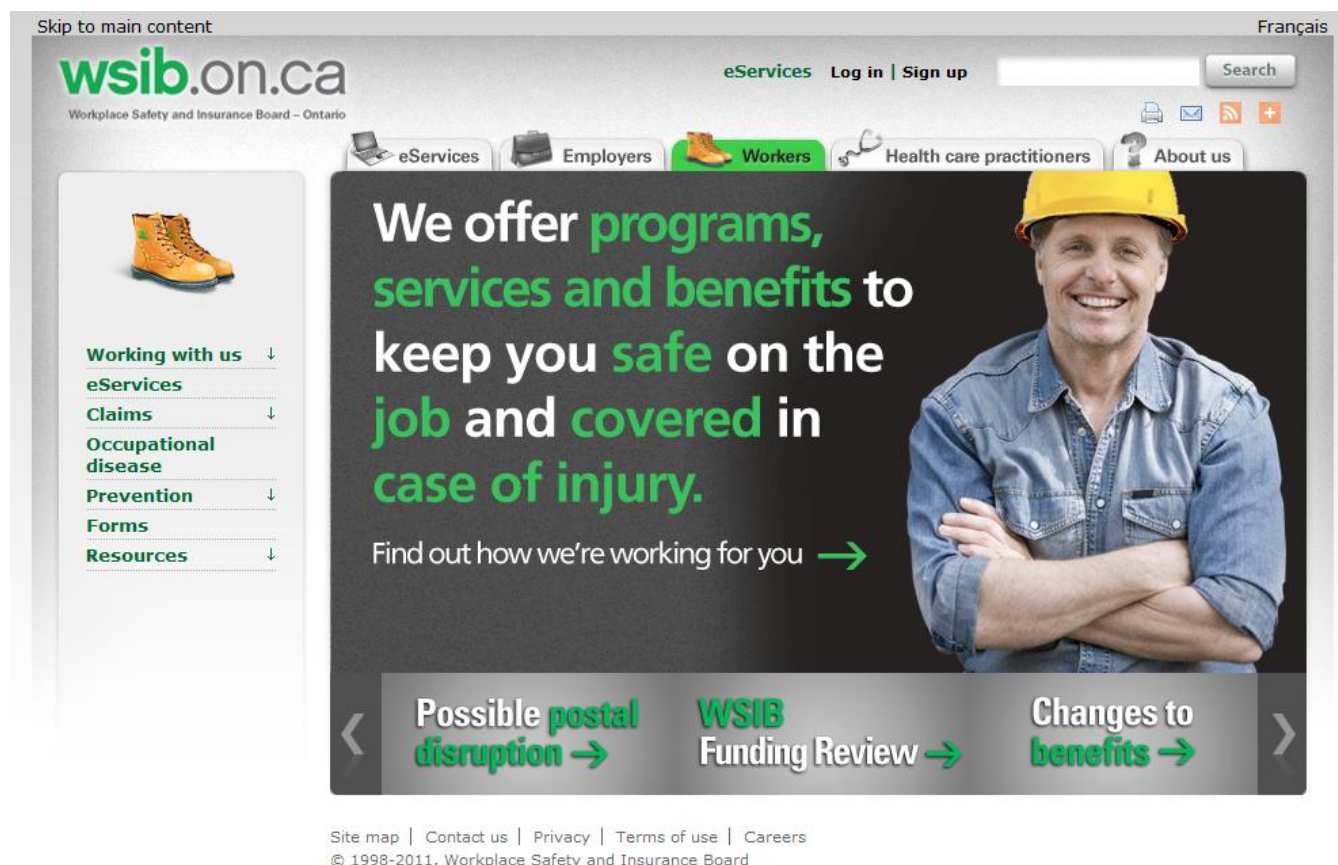 Skip to main content
Français
wsib.on.ca
Workplace Safety and Insurance Board – Ontario
eServices Log in | Sign up
Search
eServices
Employers
Workers
Health care practitioners
About us
Working with us ↓
eServices
Claims ↓
Occupational
disease
Prevention ↓
Forms
Resources ↓
We offer programs,
services and benefits to
keep you safe on the
job and covered in
case of injury.
Find out how we're working for you →
Possible postal
disruption →
WSIB
Funding Review →
Changes to
benefits →
Site map | Contact us | Privacy | Terms of use | Careers
© 1998-2011, Workplace Safety and Insurance Board